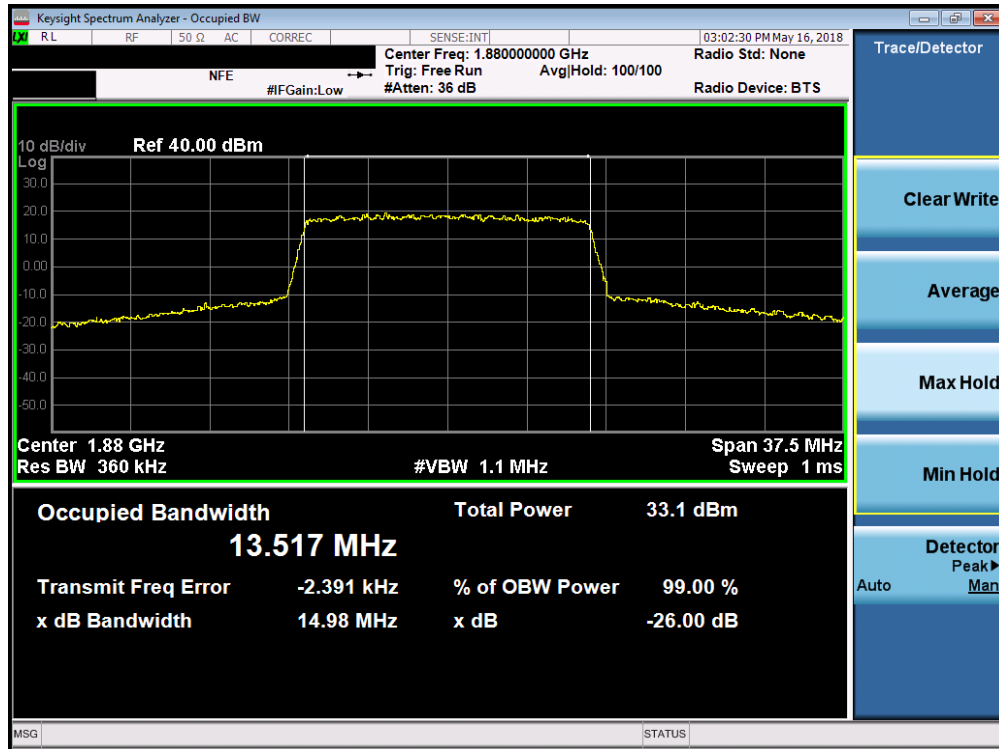 Keysight Spectrum Analyzer - Occupied BW
LXI RL RF 50 Ω AC CORREC SENSE:INT 03:02:30 PM May 16, 2018
Center Freq: 1.880000000 GHz Radio Std: None
NFE Trig: Free Run Avg|Hold: 100/100
#IFGain:Low #Atten: 36 dB Radio Device: BTS
10 dB/div Ref 40.00 dBm
Log
30.0
20.0
10.0
0.00
-10.0
-20.0
-30.0
-40.0
-50.0
Center 1.88 GHz Span 37.5 MHz
Res BW 360 kHz #VBW 1.1 MHz Sweep 1 ms
Occupied Bandwidth Total Power 33.1 dBm
13.517 MHz
Transmit Freq Error -2.391 kHz % of OBW Power 99.00 %
x dB Bandwidth 14.98 MHz x dB -26.00 dB
MSG STATUS
Trace/Detector
Clear Write
Average
Max Hold
Min Hold
Detector
Peak▶
Auto Man